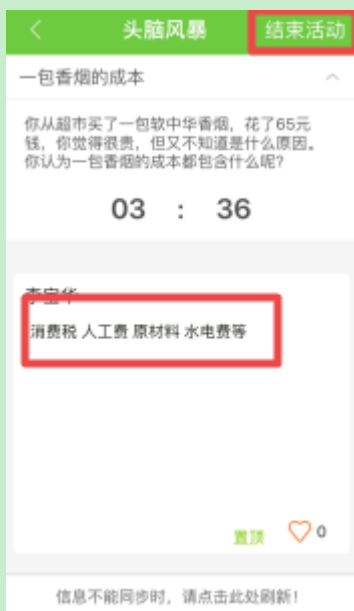 头脑风暴 结束活动
一包香烟的成本
你从超市买了一包软中华香烟，花了65元
钱，你觉得很贵，但又不知道是什么原因。
你认为一包香烟的成本都包含什么呢?
03 : 36
李宝华
消费税 人工费 原材料 水电费等
置顶 0
信息不能同步时，请点击此处刷新!